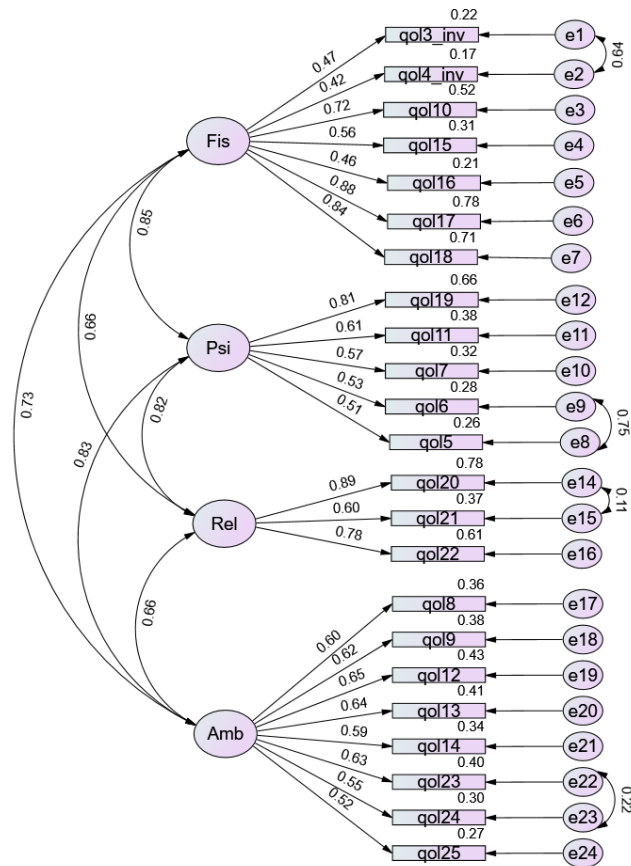 0.22
0.47 qol3_inv e1
0.17
0.42 qol4_inv e2 0.64
0.52
0.72 qol10 e3
0.31
Fis 0.56 qol15 e4
0.21
0.46 qol16 e5
0.78
0.88 qol17 e6
0.71
0.84 qol18 e7
0.85
0.66
0.81 qol19 e12
0.38
0.66 0.61 qol11 e11
0.32
Psi 0.57 qol7 e10
0.28
0.53 qol6 e9
0.26
0.51 qol5 e8 0.75
0.73 0.83 0.82
0.78
0.89 qol20 e14
0.37
Rel 0.60 qol21 e15 0.11
0.61
0.78 qol22 e16
0.36
0.66 0.60 qol8 e17
0.38
0.62 qol9 e18
0.43
0.65 qol12 e19
0.41
0.64 qol13 e20
0.34
Amb 0.59 qol14 e21
0.40
0.63 qol23 e22
0.30
0.55 qol24 e23 0.22
0.27
0.52 qol25 e24